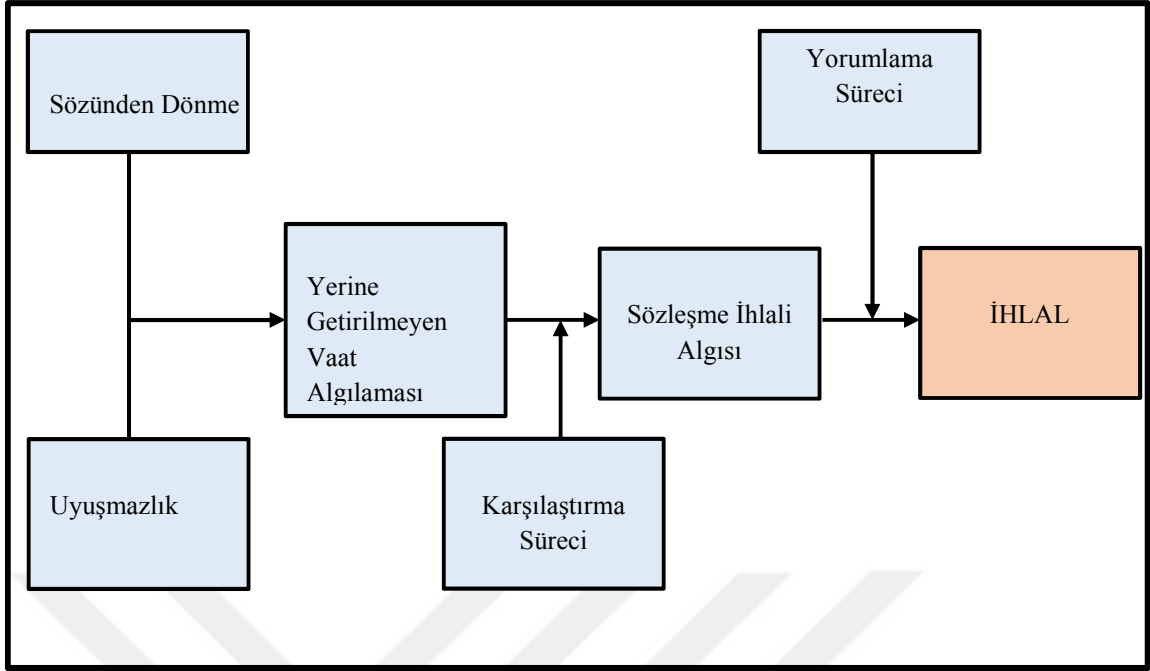 Sözünden Dönme
Yorumlama
Süreci
Yerine
Getirilmeyen
Vaat
Algılaması
Sözleşme İhlali
Algısı
İHLAL
Uyuşmazlık
Karşılaştırma
Süreci